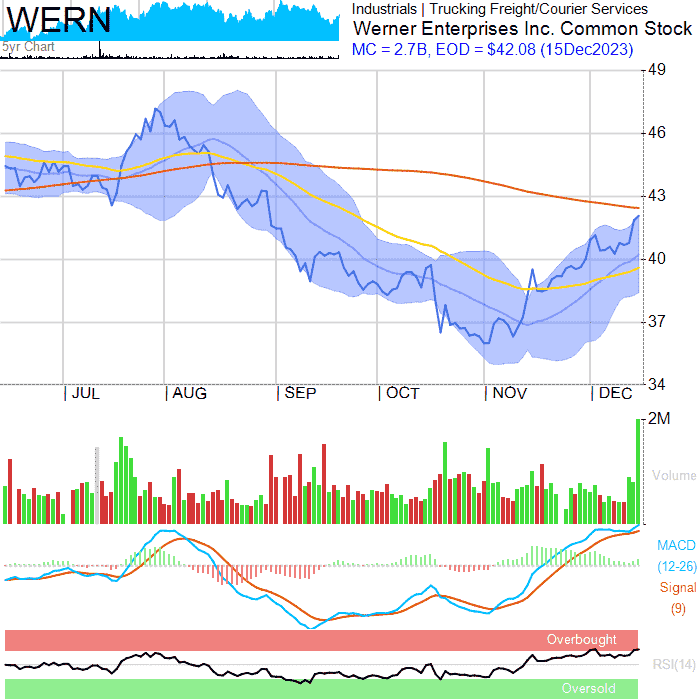 WERN
5yr Chart
Industrials | Trucking Freight/Courier Services
Werner Enterprises Inc. Common Stock
MC = 2.7B, EOD = $42.08 (15Dec2023)
49
46
43
40
37
34
| JUL | AUG | SEP | OCT | NOV | DEC
2M
Volume
MACD
(12-26)
Signal
(9)
Overbought
RSI(14)
Oversold